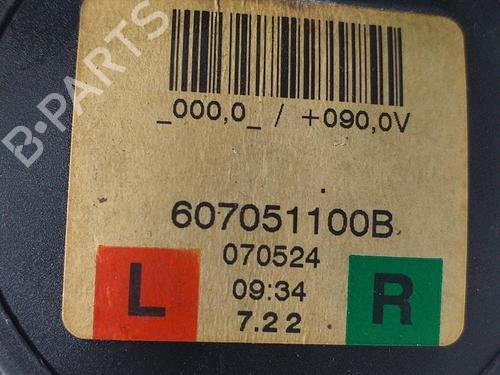 B-PARTS
_000,0_ / +090,0V
607051100B
070524
L
09:34
R
7.22